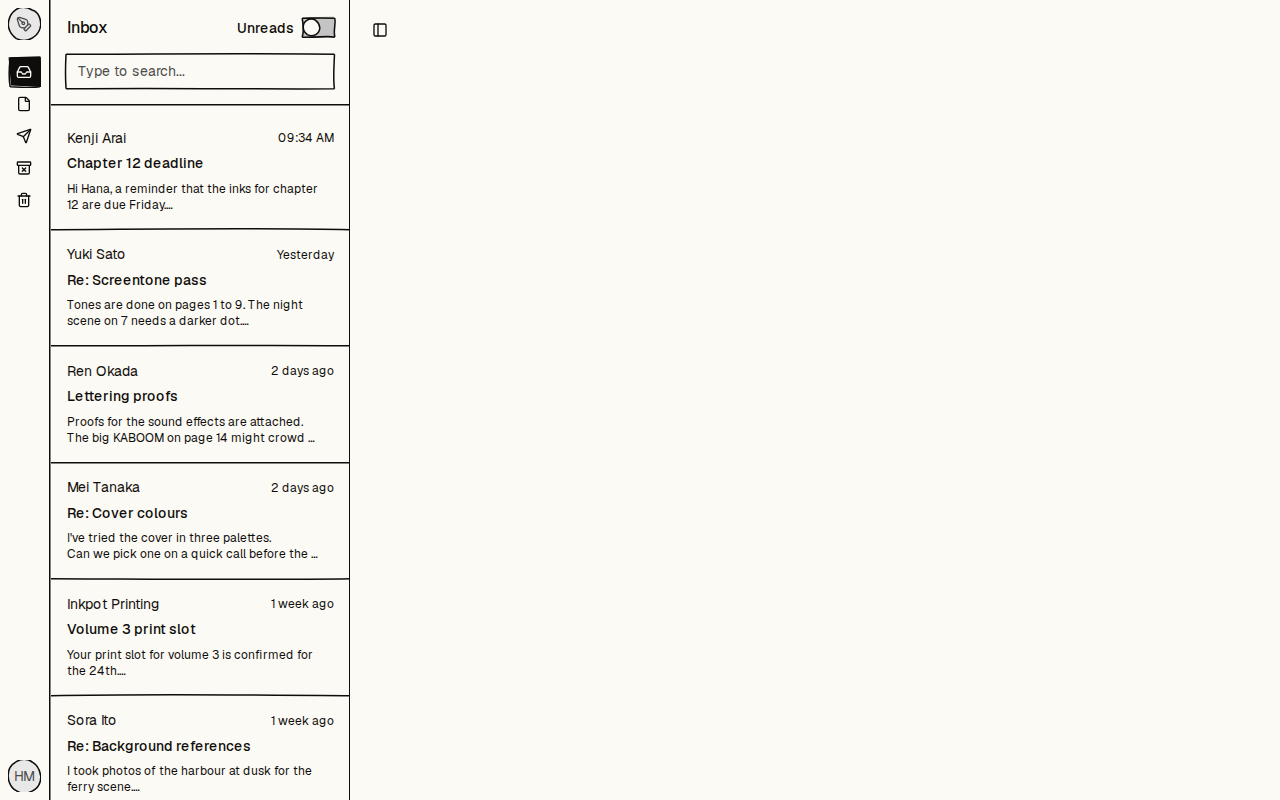 Inbox
Unreads
Type to search...
Kenji Arai
09:34 AM
Chapter 12 deadline
Hi Hana, a reminder that the inks for chapter
12 are due Friday....
Yuki Sato
Yesterday
Re: Screentone pass
Tones are done on pages 1 to 9. The night
scene on 7 needs a darker dot....
Ren Okada
2 days ago
Lettering proofs
Proofs for the sound effects are attached.
The big KABOOM on page 14 might crowd ...
Mei Tanaka
2 days ago
Re: Cover colours
I've tried the cover in three palettes.
Can we pick one on a quick call before the ...
Inkpot Printing
1 week ago
Volume 3 print slot
Your print slot for volume 3 is confirmed for
the 24th....
Sora Ito
1 week ago
Re: Background references
I took photos of the harbour at dusk for the
ferry scene....
HM